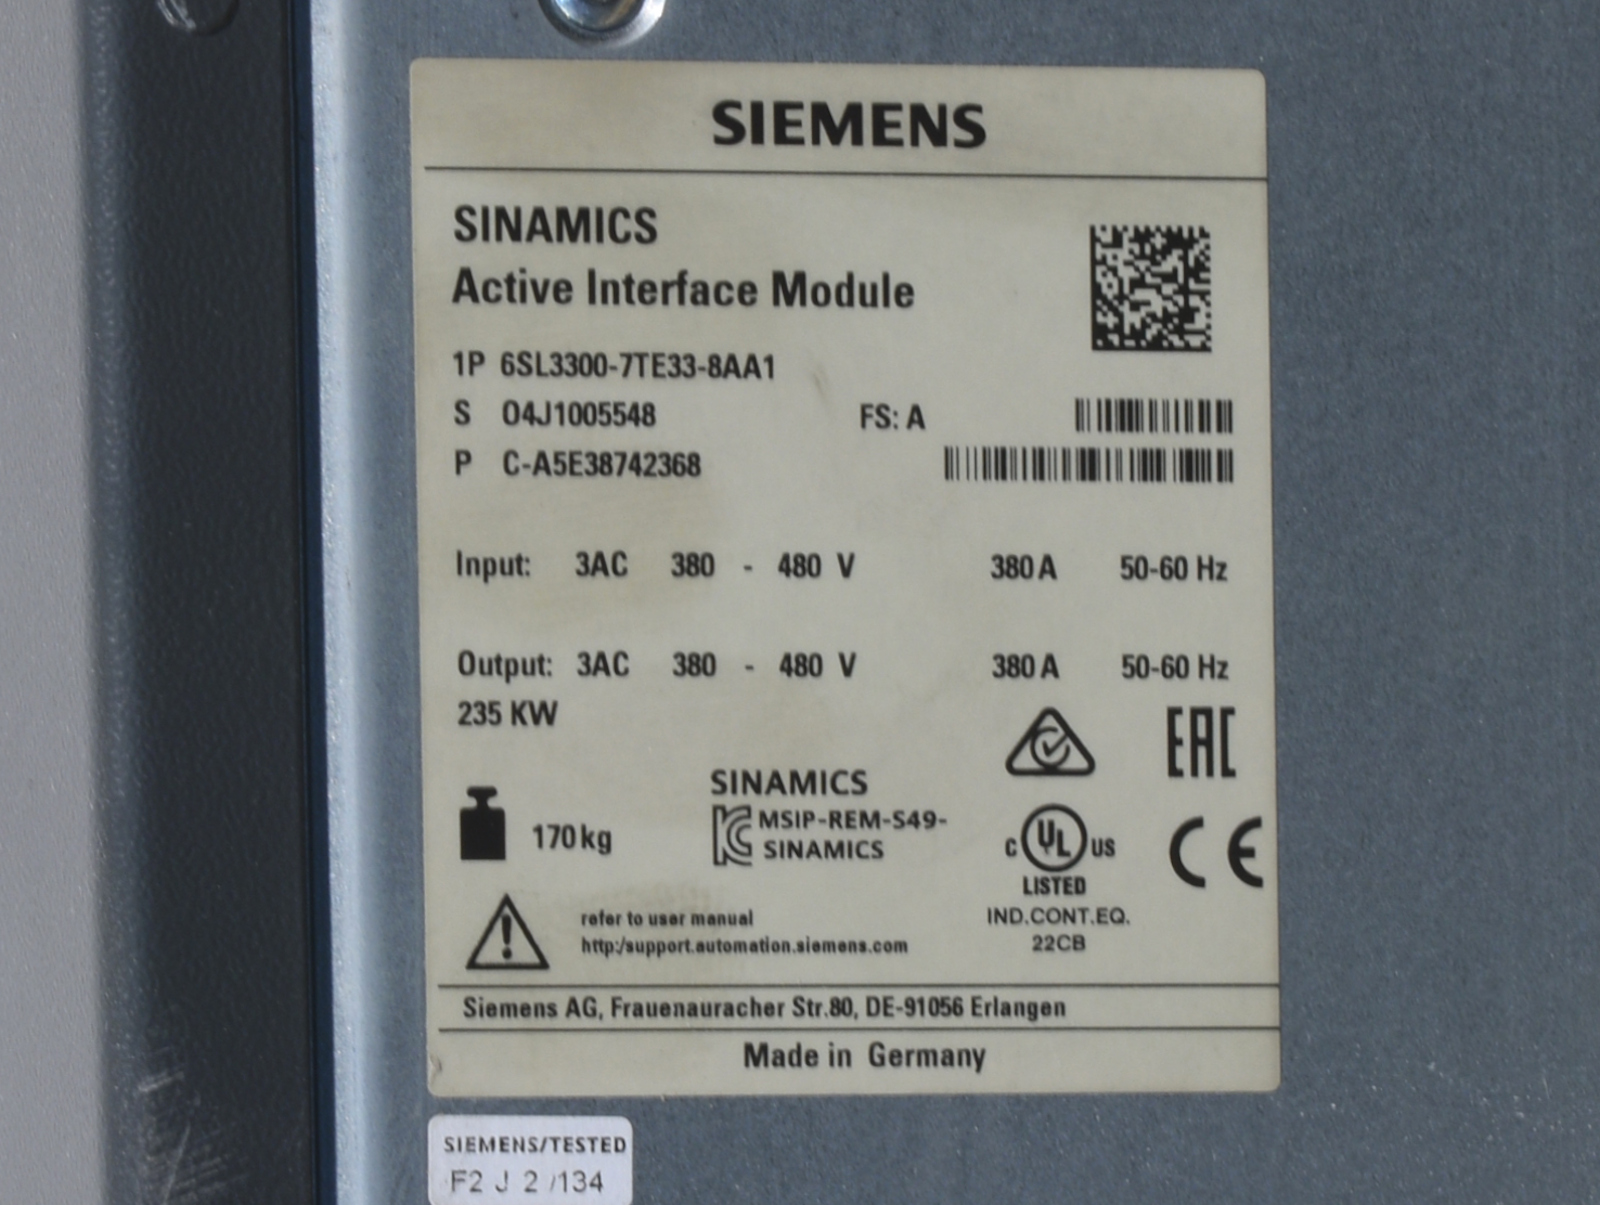 SIEMENS
SINAMICS
Active Interface Module
1P 6SL3300-7TE33-8AA1
S O4J1005548 FS: A
P C-A5E38742368
Input: 3AC 380 - 480 V 380 A 50-60 Hz
Output: 3AC 380 - 480 V 380 A 50-60 Hz
235 KW
EAC
170 kg
SINAMICS
MSIP-REM-S49-
SINAMICS
C UL US
LISTED
IND.CONT.EQ.
22CB
CE
refer to user manual
http:/support.automation.siemens.com
Siemens AG, Frauenauracher Str.80, DE-91056 Erlangen
Made in Germany
SIEMENS/TESTED
F2 J 2 /134